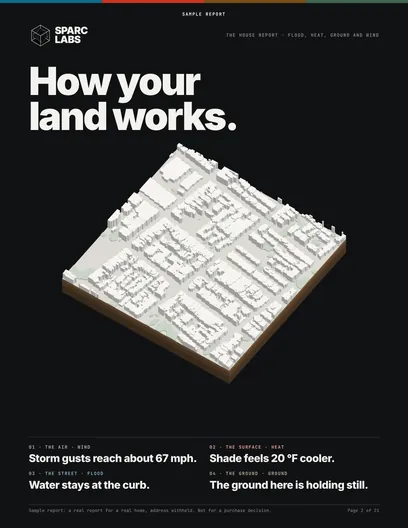 SAMPLE REPORT
SPARC
LABS
THE HOUSE REPORT · FLOOD, HEAT, GROUND AND WIND
How your
land works.
01 · THE AIR · WIND
Storm gusts reach about 67 mph.
02 · THE SURFACE · HEAT
Shade feels 20 °F cooler.
03 · THE STREET · FLOOD
Water stays at the curb.
04 · THE GROUND · GROUND
The ground here is holding still.
Sample report: a real report for a real home, address withheld. Not for a purchase decision.
Page 2 of 21